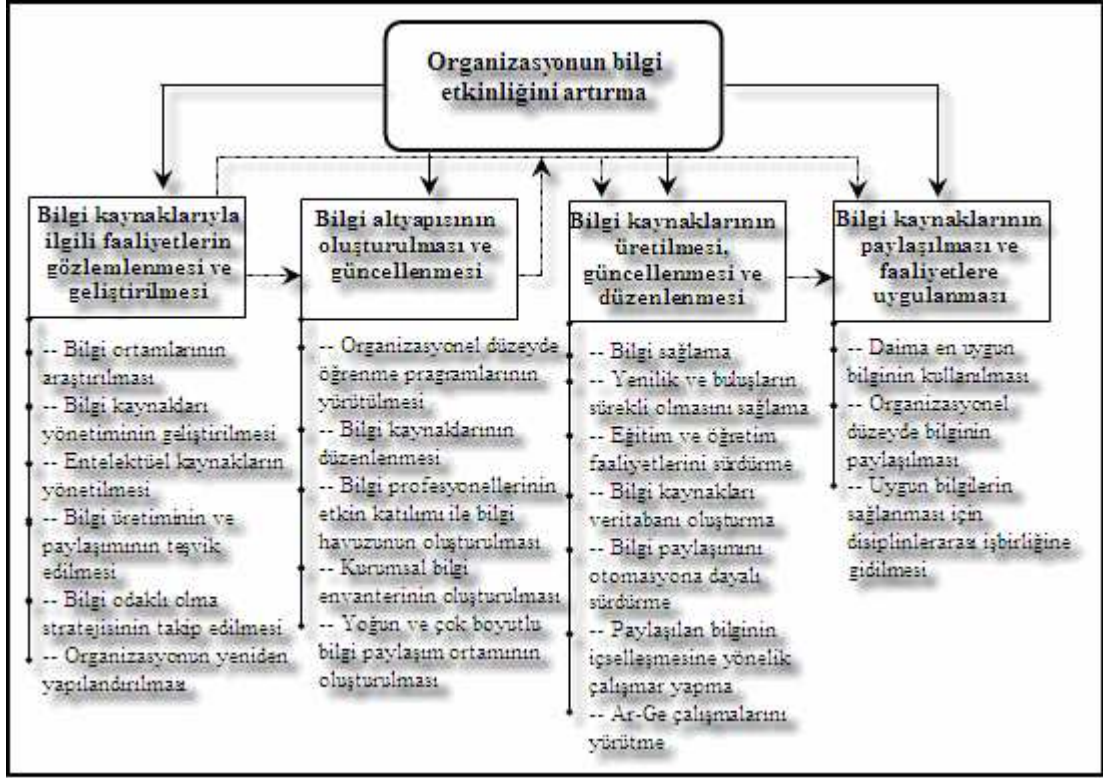 Organizasyonun bilgi
etkinliğini artırma
Bilgi kaynaklarıyla
ilgili faaliyetlerin
gözlemlenmesi ve
geliştirilmesi
-- Bilgi ortamlarının
araştırılması
-- Bilgi kaynakları
yönetiminin geliştirilmesi
-- Entelektüel kaynakların
yönetilmesi
-- Bilgi üretiminin ve
paylaşımının teşvik
edilmesi
-- Bilgi odaklı olma
stratejisinin takip edilmesi
-- Organizasyonun yeniden
yapılandırılması
Bilgi altyapısının
oluşturulması ve
güncellenmesi
-- Organizasyonel düzeyde
öğrenme pragramlarının
yürütülmesi
-- Bilgi kaynaklarının
düzenlenmesi
-- Bilgi profesyonellerinin
etkin katılımı ile bilgi
havuzunun oluşturulması
-- Kurumsal bilgi
envanterinin oluşturulması
-- Yoğun ve çok boyutlu
bilgi paylaşım ortamının
oluşturulması
Bilgi kaynaklarının
üretilmesi,
güncellenmesi ve
düzenlenmesi
-- Bilgi sağlama
-- Yenilik ve buluşların
sürekli olmasını sağlama
-- Eğitim ve öğretim
faaliyetlerini sürdürme
-- Bilgi kaynakları
veritabanı oluşturma
-- Bilgi paylaşımını
otomasyona dayalı
sürdürme
-- Paylaşılan bilginin
içselleşmesine yönelik
çalışmar yapma
-- Ar-Ge çalışmalarını
yürütme
Bilgi kaynaklarının
paylaşılması ve
faaliyetlere
uygulanması
-- Daima en uygun
bilginin kullanılması
-- Organizasyonel
düzeyde bilginin
paylaşılması
-- Uygun bilgilerin
sağlanması için
disiplinlerarası işbirliğine
gidilmesi